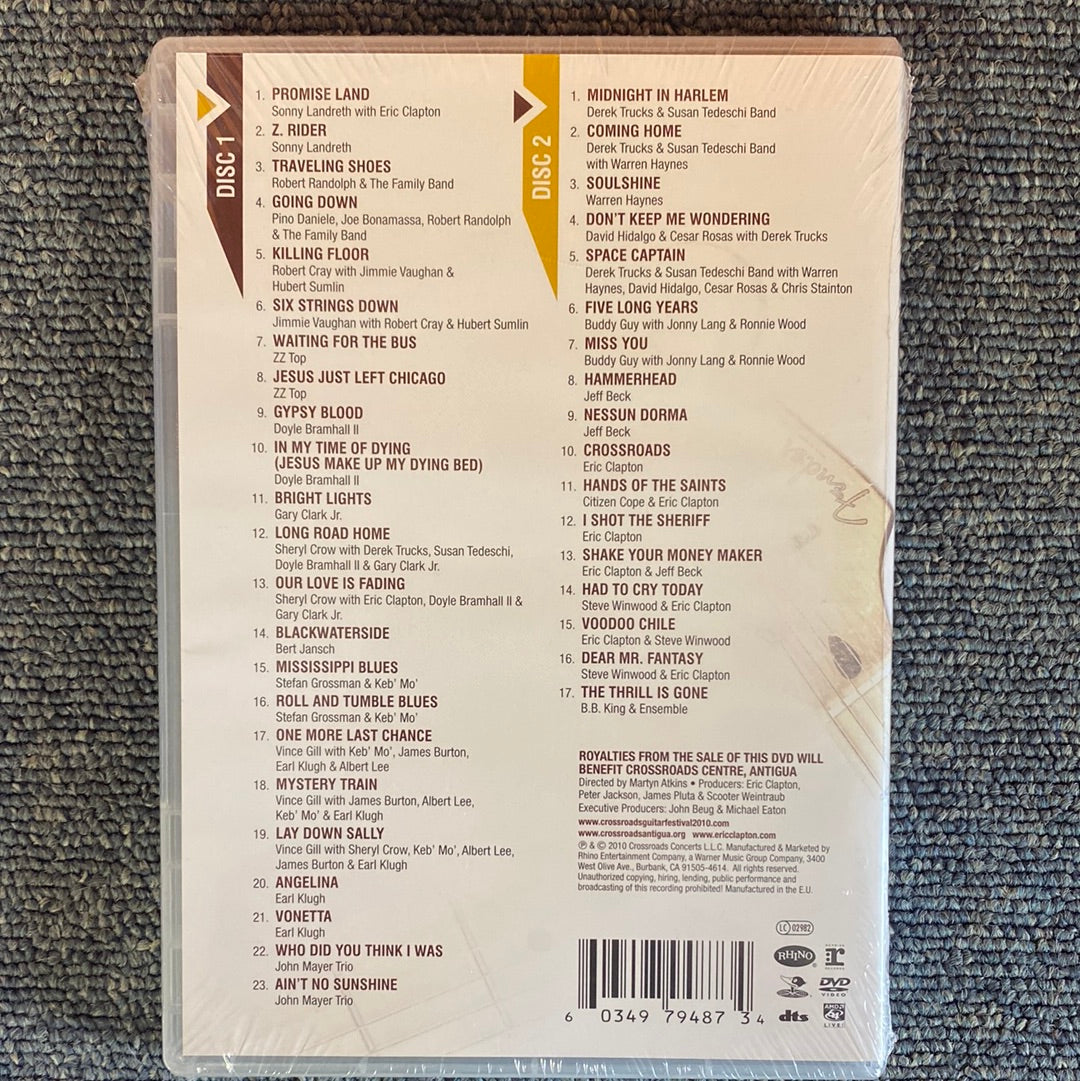 DISC 1
1. PROMISE LAND
Sonny Landreth with Eric Clapton
2. Z. RIDER
Sonny Landreth
3. TRAVELING SHOES
Robert Randolph & The Family Band
4. GOING DOWN
Pino Daniele, Joe Bonamassa, Robert Randolph
& The Family Band
5. KILLING FLOOR
Robert Cray with Jimmie Vaughan &
Hubert Sumlin
6. SIX STRINGS DOWN
Jimmie Vaughan with Robert Cray & Hubert Sumlin
7. WAITING FOR THE BUS
ZZ Top
8. JESUS JUST LEFT CHICAGO
ZZ Top
9. GYPSY BLOOD
Doyle Bramhall II
10. IN MY TIME OF DYING
(JESUS MAKE UP MY DYING BED)
Doyle Bramhall II
11. BRIGHT LIGHTS
Gary Clark Jr.
12. LONG ROAD HOME
Sheryl Crow with Derek Trucks, Susan Tedeschi,
Doyle Bramhall II & Gary Clark Jr.
13. OUR LOVE IS FADING
Sheryl Crow with Eric Clapton, Doyle Bramhall II &
Gary Clark Jr.
14. BLACKWATERSIDE
Bert Jansch
15. MISSISSIPPI BLUES
Stefan Grossman & Keb' Mo'
16. ROLL AND TUMBLE BLUES
Stefan Grossman & Keb' Mo'
17. ONE MORE LAST CHANCE
Vince Gill with Keb' Mo', James Burton,
Earl Klugh & Albert Lee
18. MYSTERY TRAIN
Vince Gill with James Burton, Albert Lee,
Keb' Mo' & Earl Klugh
19. LAY DOWN SALLY
Vince Gill with Sheryl Crow, Keb' Mo', Albert Lee,
James Burton & Earl Klugh
20. ANGELINA
Earl Klugh
21. VONETTA
Earl Klugh
22. WHO DID YOU THINK I WAS
John Mayer Trio
23. AIN'T NO SUNSHINE
John Mayer Trio
DISC 2
1. MIDNIGHT IN HARLEM
Derek Trucks & Susan Tedeschi Band
2. COMING HOME
Derek Trucks & Susan Tedeschi Band
with Warren Haynes
3. SOULSHINE
Warren Haynes
4. DON'T KEEP ME WONDERING
David Hidalgo & Cesar Rosas with Derek Trucks
5. SPACE CAPTAIN
Derek Trucks & Susan Tedeschi Band with Warren
Haynes, David Hidalgo, Cesar Rosas & Chris Stainton
6. FIVE LONG YEARS
Buddy Guy with Jonny Lang & Ronnie Wood
7. MISS YOU
Buddy Guy with Jonny Lang & Ronnie Wood
8. HAMMERHEAD
Jeff Beck
9. NESSUN DORMA
Jeff Beck
10. CROSSROADS
Eric Clapton
11. HANDS OF THE SAINTS
Citizen Cope & Eric Clapton
12. I SHOT THE SHERIFF
Eric Clapton
13. SHAKE YOUR MONEY MAKER
Eric Clapton & Jeff Beck
14. HAD TO CRY TODAY
Steve Winwood & Eric Clapton
15. VOODOO CHILE
Eric Clapton & Steve Winwood
16. DEAR MR. FANTASY
Steve Winwood & Eric Clapton
17. THE THRILL IS GONE
B.B. King & Ensemble
Fender
ROYALTIES FROM THE SALE OF THIS DVD WILL
BENEFIT CROSSROADS CENTRE, ANTIGUA
Directed by Martyn Atkins • Producers: Eric Clapton,
Peter Jackson, James Pluta & Scooter Weintraub
Executive Producers: John Beug & Michael Eaton
www.crossroadsguitarfestival2010.com
www.crossroadsantigua.org www.ericclapton.com
℗ & © 2010 Crossroads Concerts L.L.C. Manufactured & Marketed by
Rhino Entertainment Company, a Warner Music Group Company, 3400
West Olive Ave., Burbank, CA 91505-4614. All rights reserved.
Unauthorized copying, hiring, lending, public performance and
broadcasting of this recording prohibited! Manufactured in the E.U.
LC 02982
RHINO
r
DVD
VIDEO
dts
LIVE!
6 0349 79487 3 4